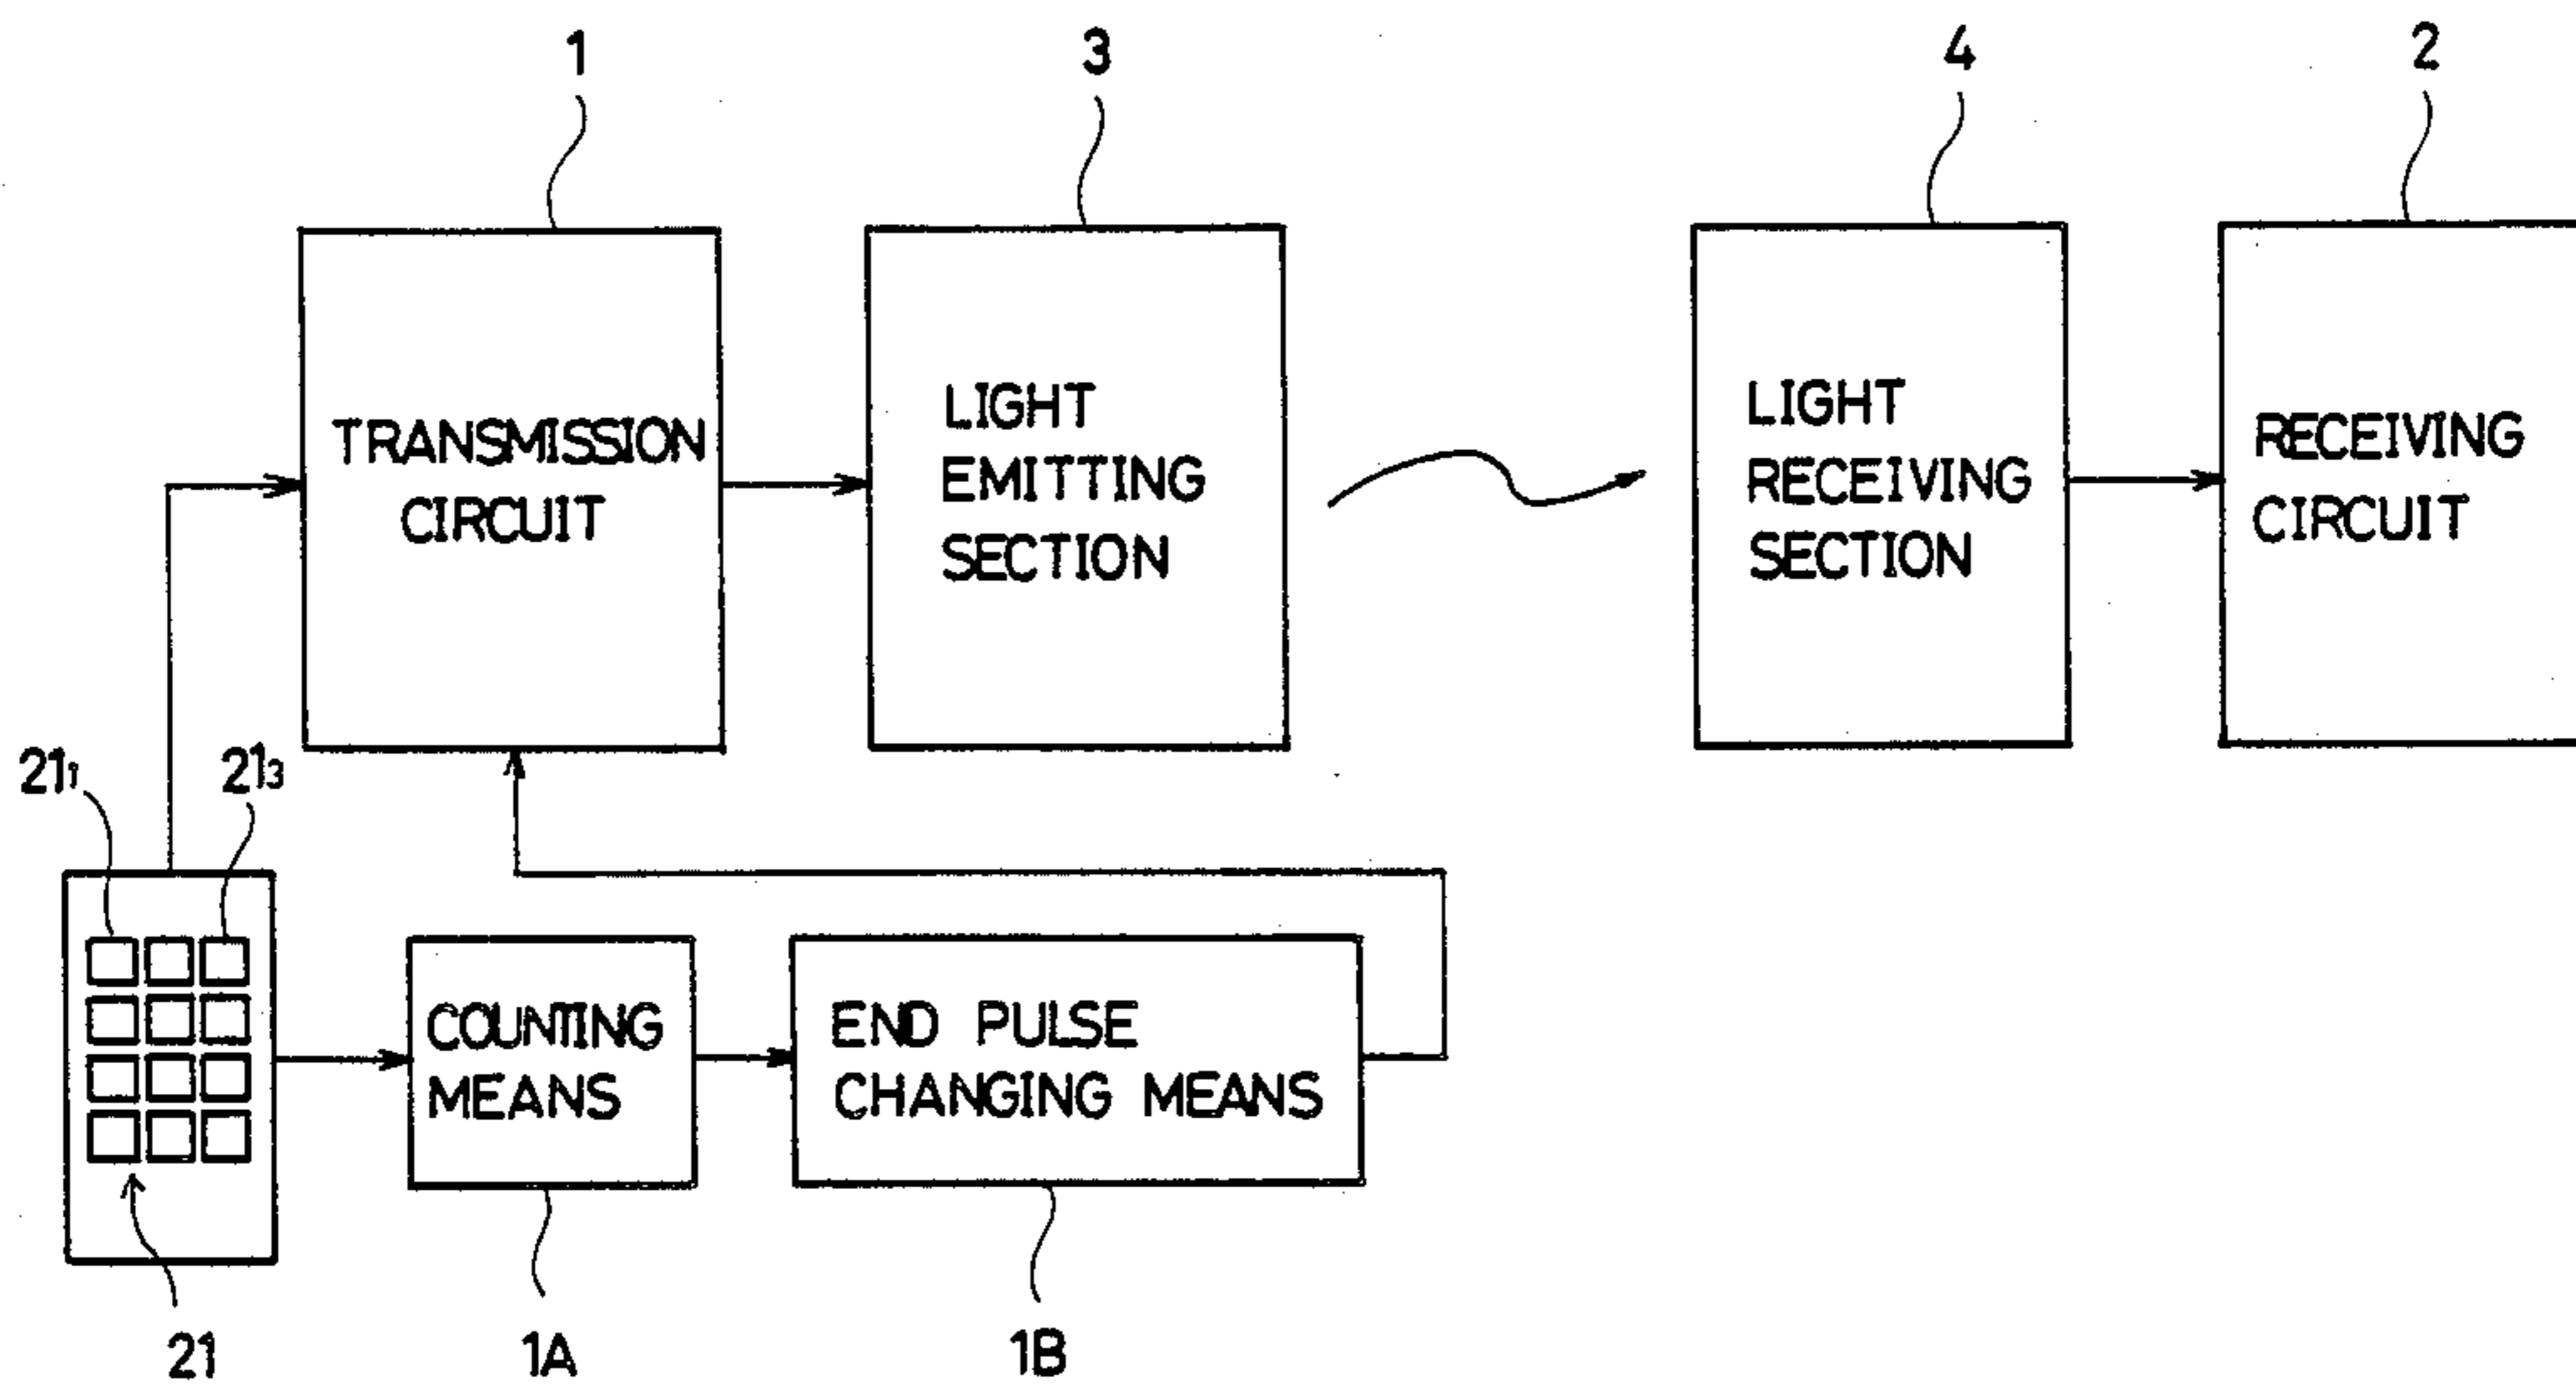 1
3
4
2
TRANSMISSION
CIRCUIT
LIGHT
EMITTING
SECTION
LIGHT
RECEIVING
SECTION
RECEIVING
CIRCUIT
21₁
21₃
COUNTING
MEANS
END PULSE
CHANGING MEANS
21
1A
1B